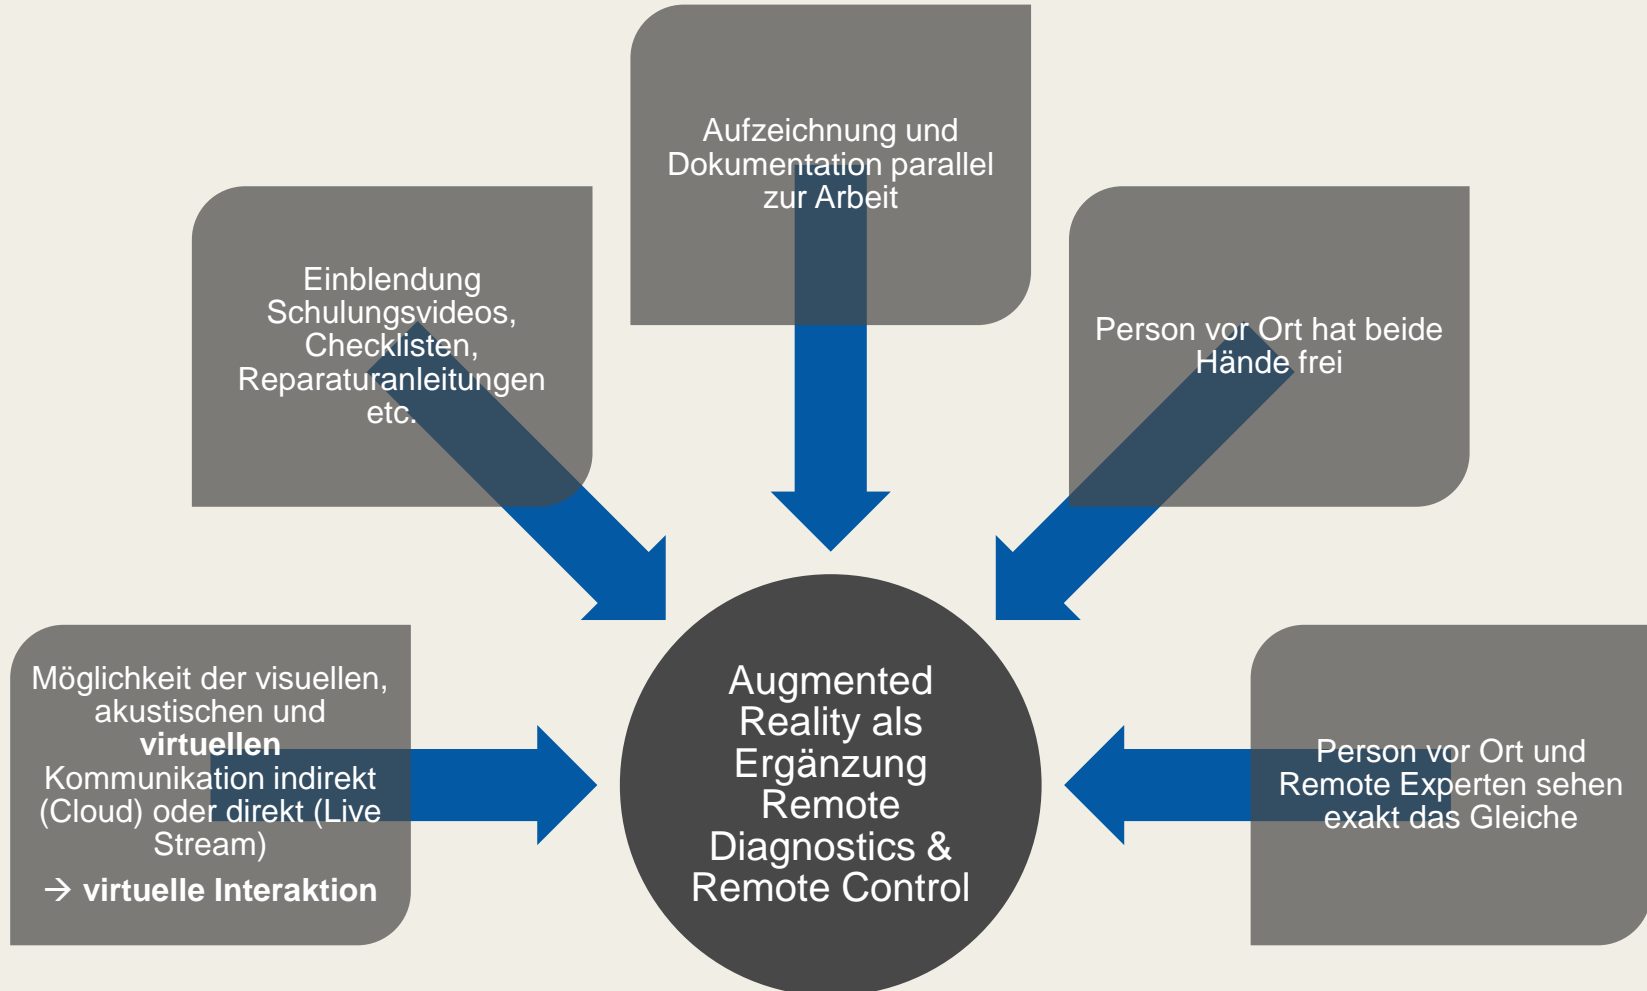 Aufzeichnung und
Dokumentation parallel
zur Arbeit
Einblendung
Schulungsvideos,
Checklisten,
Reparaturanleitungen
etc.
Person vor Ort hat beide
Hände frei
Möglichkeit der visuellen,
akustischen und
virtuellen
Kommunikation indirekt
(Cloud) oder direkt (Live
Stream)
→ virtuelle Interaktion
Augmented
Reality als
Ergänzung
Remote
Diagnostics &
Remote Control
Person vor Ort und
Remote Experten sehen
exakt das Gleiche